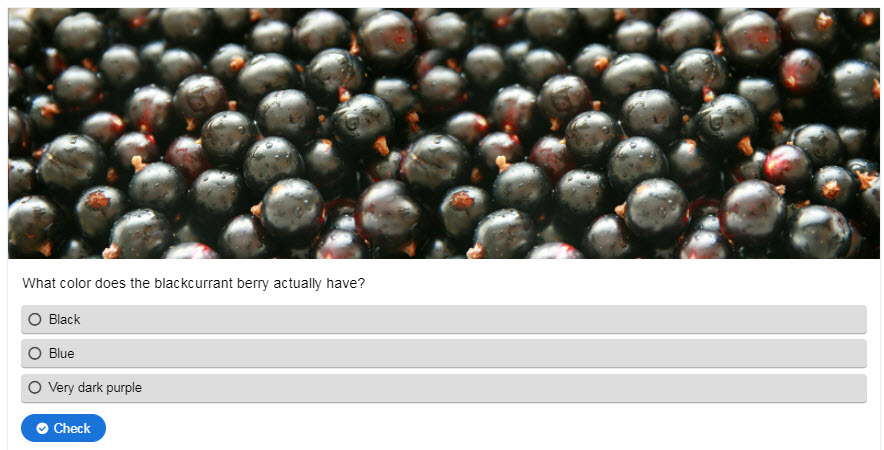 What color does the blackcurrant berry actually have?
Black
Blue
Very dark purple
Check